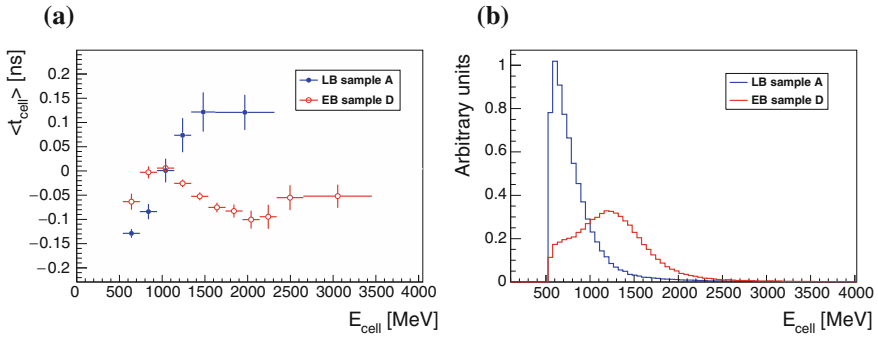 (a)
<t_cell> [ns]
0.2
0.15
0.1
0.05
0
−0.05
−0.1
−0.15
−0.2
LB sample A
EB sample D
0 500 1000 1500 2000 2500 3000 3500 4000
E_cell [MeV]
(b)
Arbitrary units
1
0.8
0.6
0.4
0.2
0
LB sample A
EB sample D
500 1000 1500 2000 2500 3000 3500 4000
E_cell [MeV]